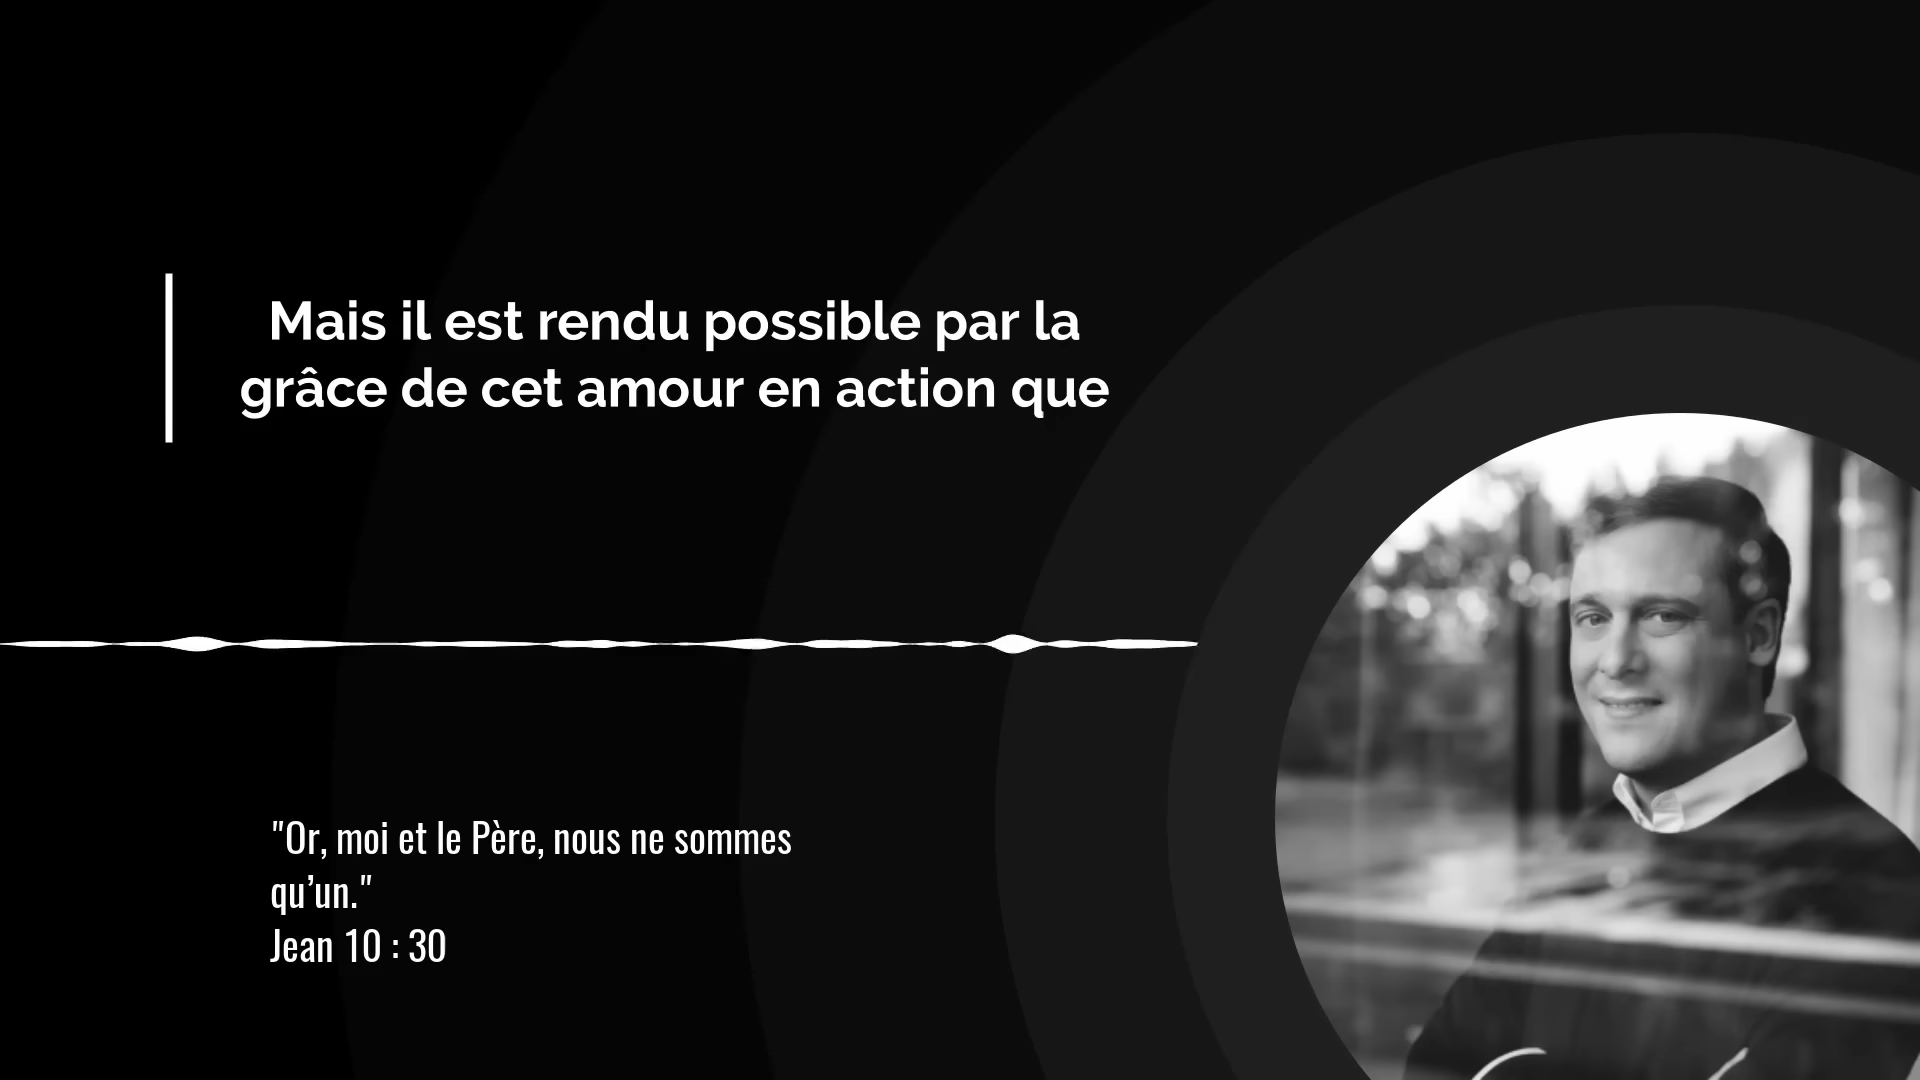 Mais il est rendu possible par la
grâce de cet amour en action que
"Or, moi et le Père, nous ne sommes
qu’un."
Jean 10 : 30